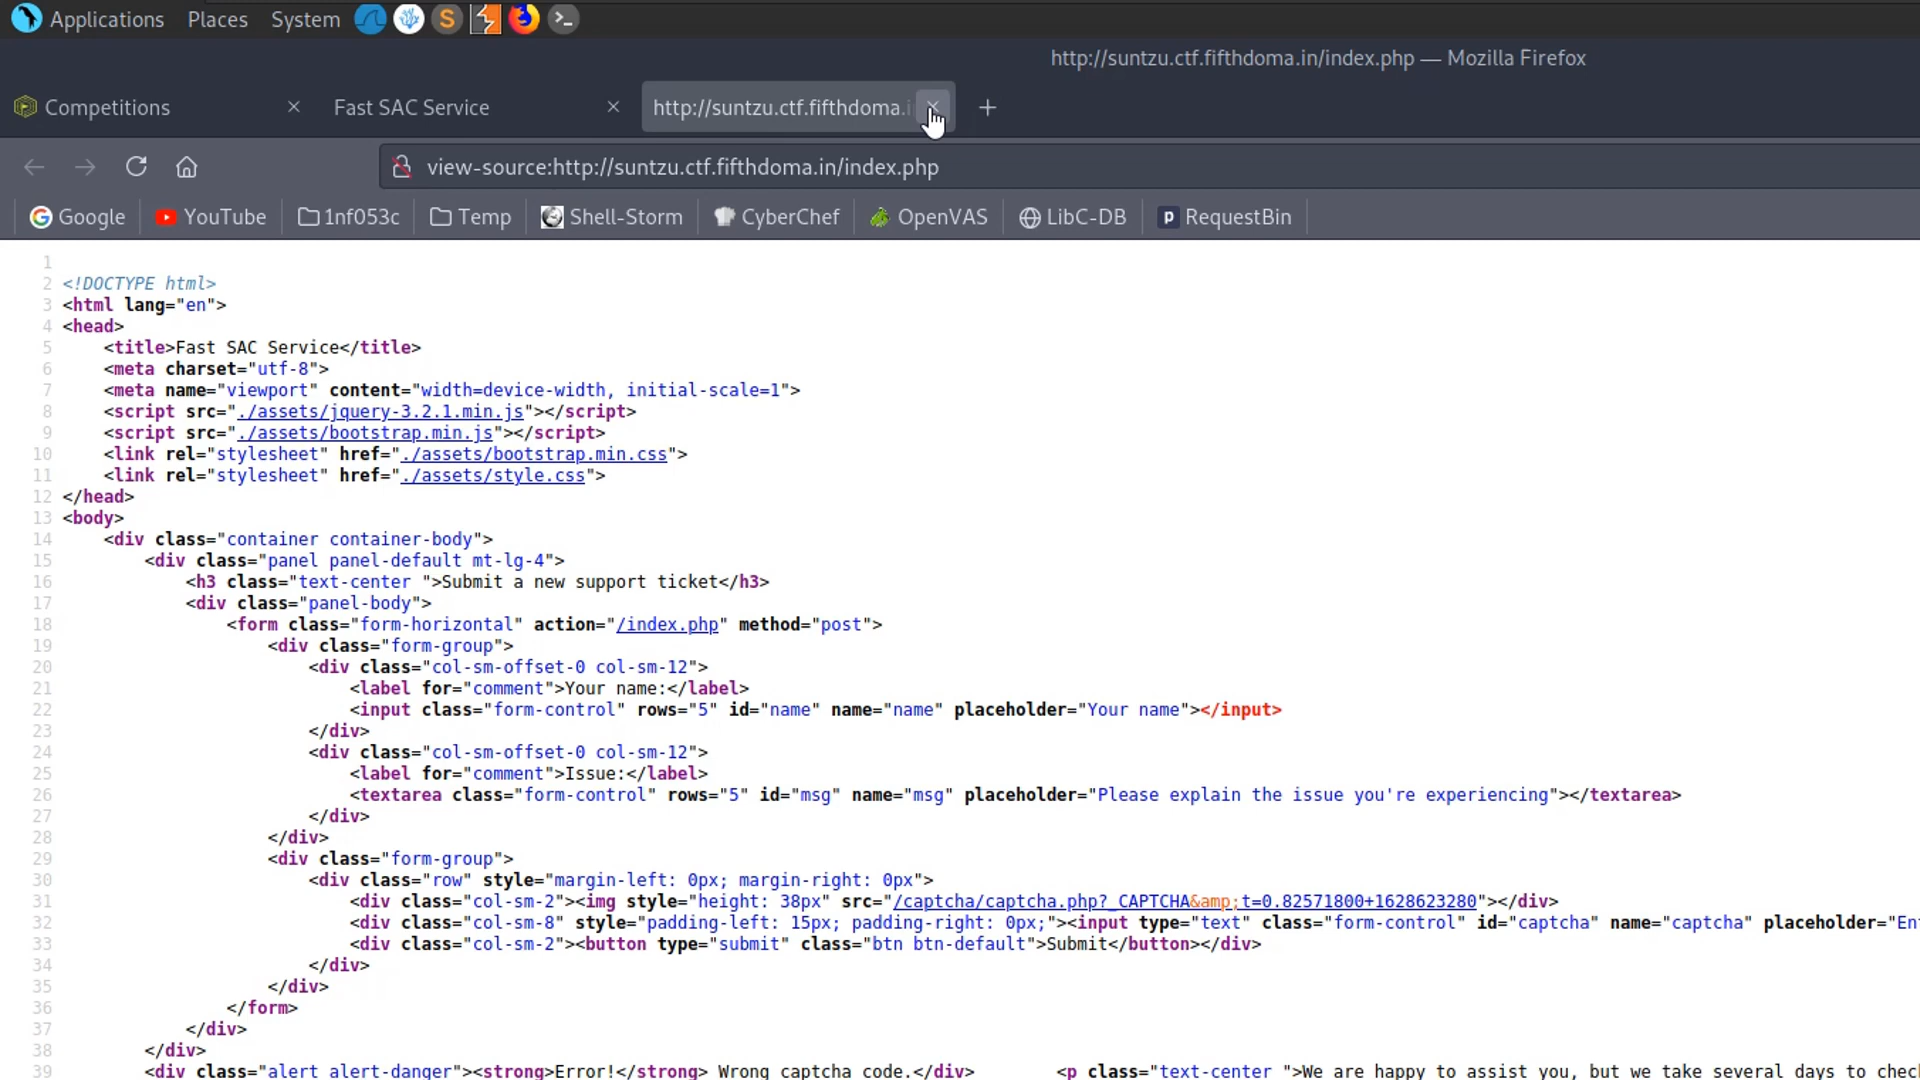 Applications Places System
http://suntzu.ctf.fifthdoma.in/index.php — Mozilla Firefox
Competitions Fast SAC Service http://suntzu.ctf.fifthdoma.i
view-source:http://suntzu.ctf.fifthdoma.in/index.php
Google YouTube 1nf053c Temp Shell-Storm CyberChef OpenVAS LibC-DB RequestBin
1
2 <!DOCTYPE html>
3 <html lang="en">
4 <head>
5 <title>Fast SAC Service</title>
6 <meta charset="utf-8">
7 <meta name="viewport" content="width=device-width, initial-scale=1">
8 <script src="./assets/jquery-3.2.1.min.js"></script>
9 <script src="./assets/bootstrap.min.js"></script>
10 <link rel="stylesheet" href="./assets/bootstrap.min.css">
11 <link rel="stylesheet" href="./assets/style.css">
12 </head>
13 <body>
14 <div class="container container-body">
15 <div class="panel panel-default mt-lg-4">
16 <h3 class="text-center ">Submit a new support ticket</h3>
17 <div class="panel-body">
18 <form class="form-horizontal" action="/index.php" method="post">
19 <div class="form-group">
20 <div class="col-sm-offset-0 col-sm-12">
21 <label for="comment">Your name:</label>
22 <input class="form-control" rows="5" id="name" name="name" placeholder="Your name"></input>
23 </div>
24 <div class="col-sm-offset-0 col-sm-12">
25 <label for="comment">Issue:</label>
26 <textarea class="form-control" rows="5" id="msg" name="msg" placeholder="Please explain the issue you're experiencing"></textarea>
27 </div>
28 </div>
29 <div class="form-group">
30 <div class="row" style="margin-left: 0px; margin-right: 0px">
31 <div class="col-sm-2"><img style="height: 38px" src="/captcha/captcha.php?_CAPTCHA&amp;t=0.82571800+1628623280"></div>
32 <div class="col-sm-8" style="padding-left: 15px; padding-right: 0px;"><input type="text" class="form-control" id="captcha" name="captcha" placeholder="En
33 <div class="col-sm-2"><button type="submit" class="btn btn-default">Submit</button></div>
34 </div>
35 </div>
36 </form>
37 </div>
38 </div>
39 <div class="alert alert-danger"><strong>Error!</strong> Wrong captcha code.</div> <p class="text-center ">We are happy to assist you, but we take several days to chec